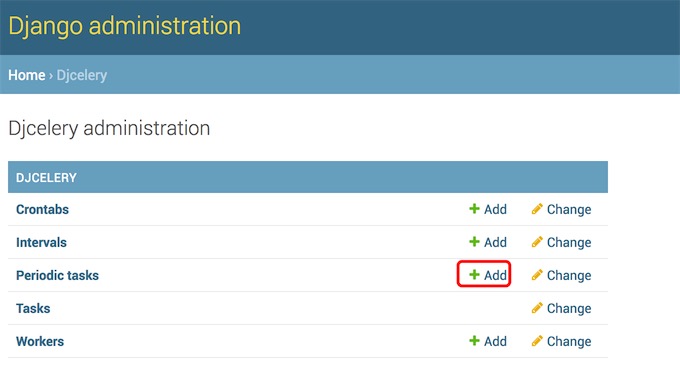 Django administration
Home › Djcelery
Djcelery administration
DJCELERY
Crontabs Add Change
Intervals Add Change
Periodic tasks Add Change
Tasks Change
Workers Add Change